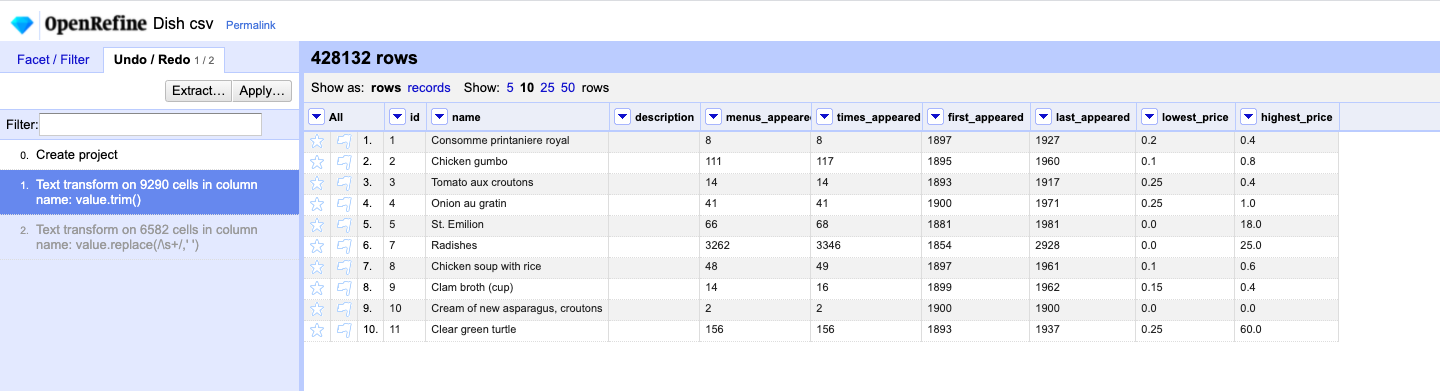 OpenRefine Dish csv Permalink
Facet / Filter Undo / Redo 1 / 2
Extract... Apply...
Filter:
0. Create project
1. Text transform on 9290 cells in column
name: value.trim()
2. Text transform on 6582 cells in column
name: value.replace(/\s+/,' ')
428132 rows
Show as: rows records Show: 5 10 25 50 rows
All id name description menus_appeare times_appeared first_appeared last_appeared lowest_price highest_price
1. 1 Consomme printaniere royal 8 8 1897 1927 0.2 0.4
2. 2 Chicken gumbo 111 117 1895 1960 0.1 0.8
3. 3 Tomato aux croutons 14 14 1893 1917 0.25 0.4
4. 4 Onion au gratin 41 41 1900 1971 0.25 1.0
5. 5 St. Emilion 66 68 1881 1981 0.0 18.0
6. 7 Radishes 3262 3346 1854 2928 0.0 25.0
7. 8 Chicken soup with rice 48 49 1897 1961 0.1 0.6
8. 9 Clam broth (cup) 14 16 1899 1962 0.15 0.4
9. 10 Cream of new asparagus, croutons 2 2 1900 1900 0.0 0.0
10. 11 Clear green turtle 156 156 1893 1937 0.25 60.0